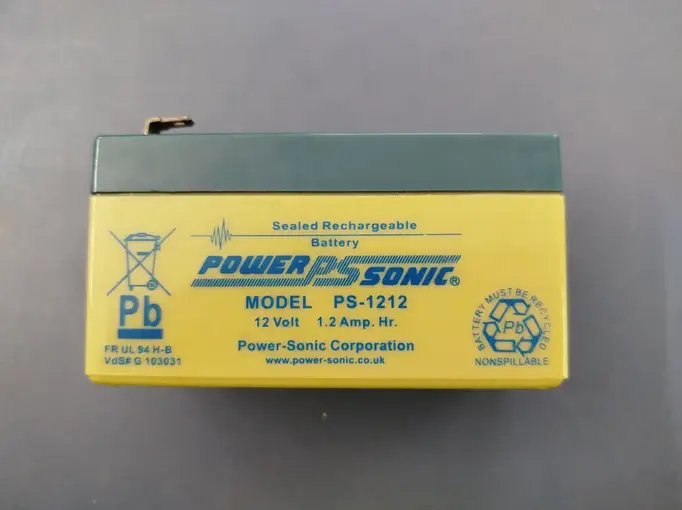 Sealed Rechargeable
Battery
POWER PS SONIC®
MODEL PS-1212
12 Volt 1.2 Amp. Hr.
Power-Sonic Corporation
www.power-sonic.co.uk
Pb
FR UL 94 H-B
VdS# G 103031
BATTERY MUST BE RECYCLED
Pb
NONSPILLABLE